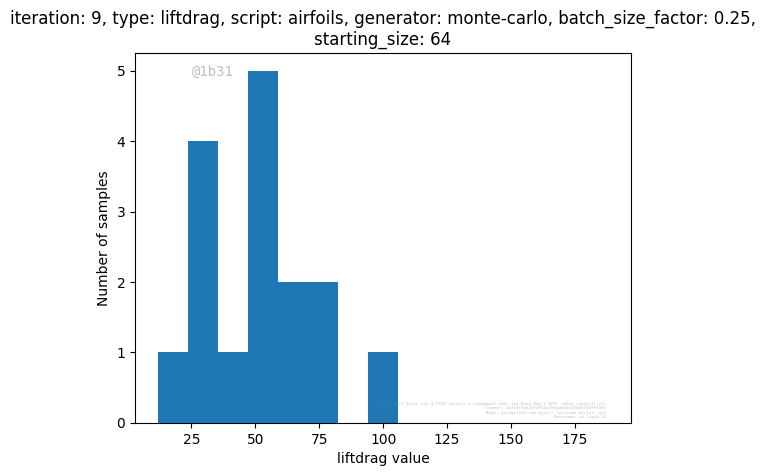 iteration: 9, type: liftdrag, script: airfoils, generator: monte-carlo, batch_size_factor: 0.25,
starting_size: 64
@1b31
5
4
3
2
1
0
Number of samples
25 50 75 100 125 150 175
liftdrag value